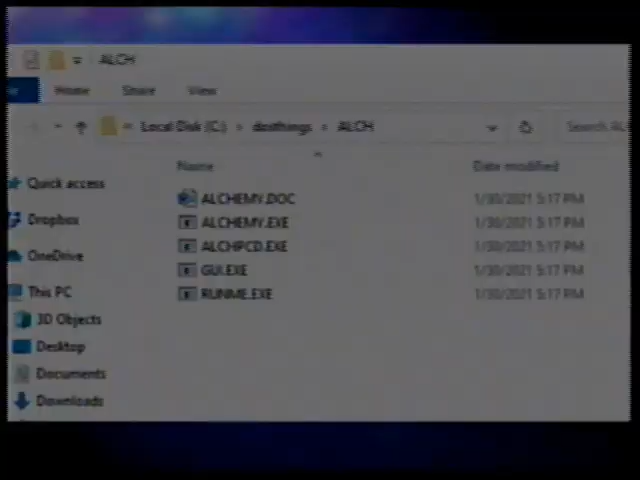 ALCH
Home Share View
Local Disk (C:) > dosthings > ALCH
Search AL
Name Date modified
Quick access
ALCHEMY.DOC 1/30/2021 5:17 PM
Dropbox
ALCHEMY.EXE 1/30/2021 5:17 PM
ALCHPCD.EXE 1/30/2021 5:17 PM
OneDrive
GUI.EXE 1/30/2021 5:17 PM
This PC
RUNME.EXE 1/30/2021 5:17 PM
3D Objects
Desktop
Documents
Downloads